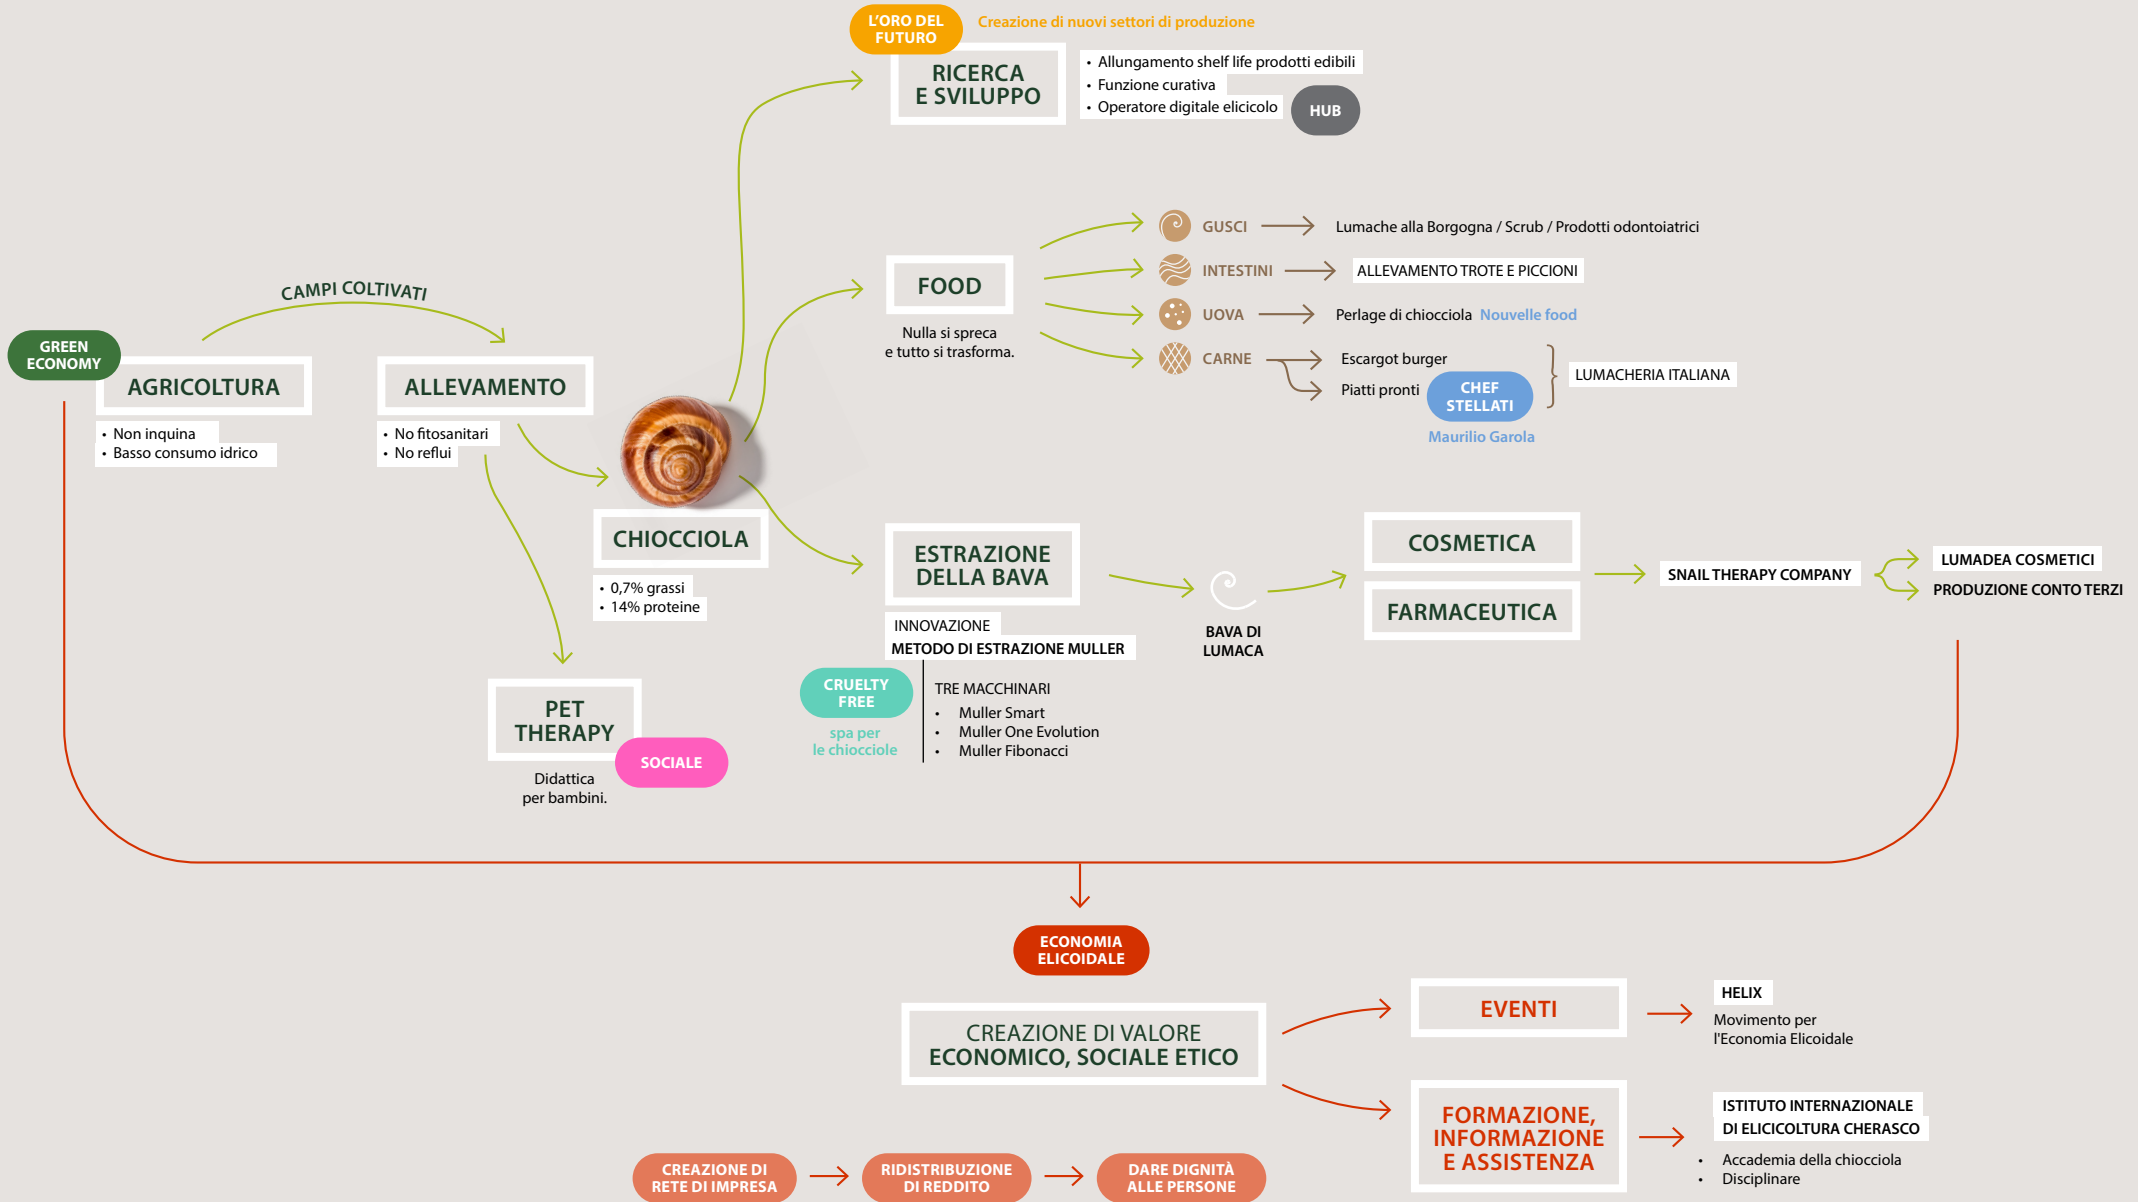 L'ORO DEL
FUTURO
Creazione di nuovi settori di produzione
RICERCA
E SVILUPPO
• Allungamento shelf life prodotti edibili
• Funzione curativa
• Operatore digitale elicicolo
HUB
GUSCI
Lumache alla Borgogna / Scrub / Prodotti odontoiatrici
INTESTINI
ALLEVAMENTO TROTE E PICCIONI
FOOD
Nulla si spreca
e tutto si trasforma.
UOVA
Perlage di chiocciola Nouvelle food
CARNE
Escargot burger
Piatti pronti
CHEF
STELLATI
Maurilio Garola
LUMACHERIA ITALIANA
CAMPI COLTIVATI
GREEN
ECONOMY
AGRICOLTURA
• Non inquina
• Basso consumo idrico
ALLEVAMENTO
• No fitosanitari
• No reflui
CHIOCCIOLA
• 0,7% grassi
• 14% proteine
PET
THERAPY
SOCIALE
Didattica
per bambini.
ESTRAZIONE
DELLA BAVA
INNOVAZIONE
METODO DI ESTRAZIONE MULLER
CRUELTY
FREE
spa per
le chiocciole
TRE MACCHINARI
• Muller Smart
• Muller One Evolution
• Muller Fibonacci
BAVA DI
LUMACA
COSMETICA
FARMACEUTICA
SNAIL THERAPY COMPANY
LUMADEA COSMETICI
PRODUZIONE CONTO TERZI
ECONOMIA
ELICOIDALE
CREAZIONE DI VALORE
ECONOMICO, SOCIALE ETICO
EVENTI
HELIX
Movimento per
l'Economia Elicoidale
FORMAZIONE,
INFORMAZIONE
E ASSISTENZA
ISTITUTO INTERNAZIONALE
DI ELICICOLTURA CHERASCO
• Accademia della chiocciola
• Disciplinare
CREAZIONE DI
RETE DI IMPRESA
RIDISTRIBUZIONE
DI REDDITO
DARE DIGNITÀ
ALLE PERSONE